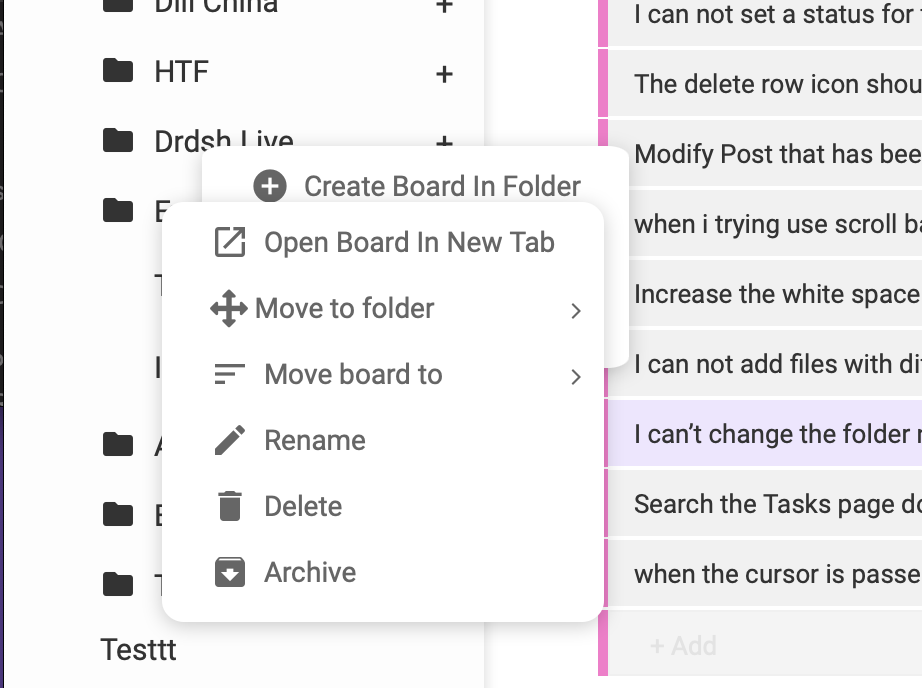 Dili China +
HTF +
Drdsh Live +
Create Board In Folder
Open Board In New Tab
Move to folder
Move board to
Rename
Delete
Archive
Testtt
I can not set a status for
The delete row icon shou
Modify Post that has bee
when i trying use scroll ba
Increase the white space
I can not add files with di
I can't change the folder
Search the Tasks page do
when the cursor is passe
+ Add